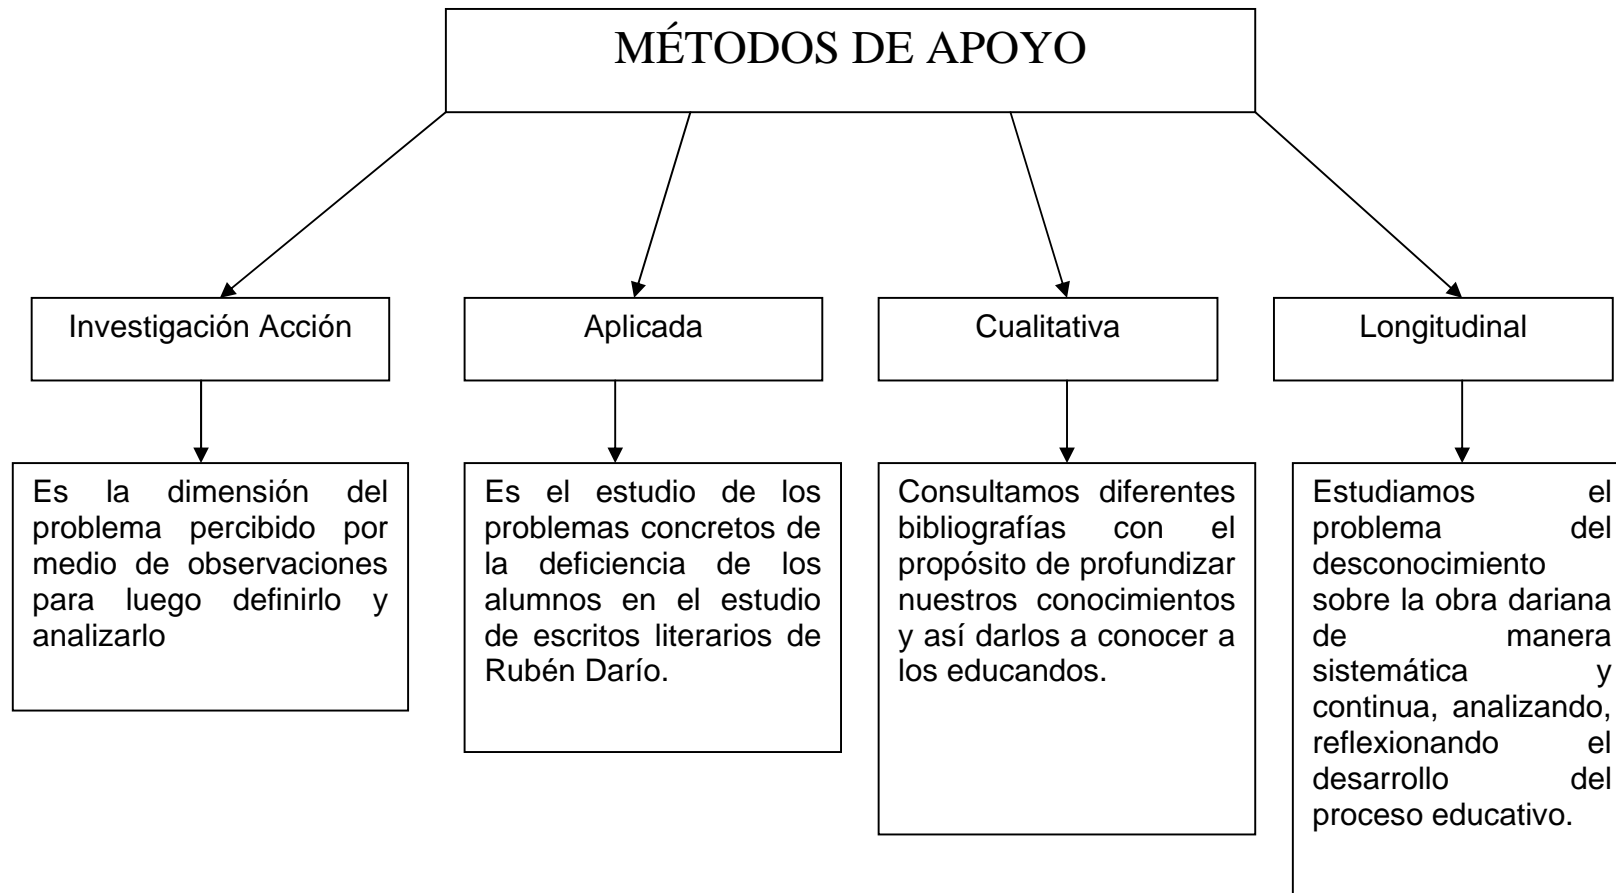 MÉTODOS DE APOYO
Investigación Acción
Aplicada
Cualitativa
Longitudinal
Es la dimensión del
problema percibido por
medio de observaciones
para luego definirlo y
analizarlo
Es el estudio de los
problemas concretos de
la deficiencia de los
alumnos en el estudio
de escritos literarios de
Rubén Darío.
Consultamos diferentes
bibliografías con el
propósito de profundizar
nuestros conocimientos
y así darlos a conocer a
los educandos.
Estudiamos el
problema del
desconocimiento
sobre la obra dariana
de manera
sistemática y
continua, analizando,
reflexionando el
desarrollo del
proceso educativo.